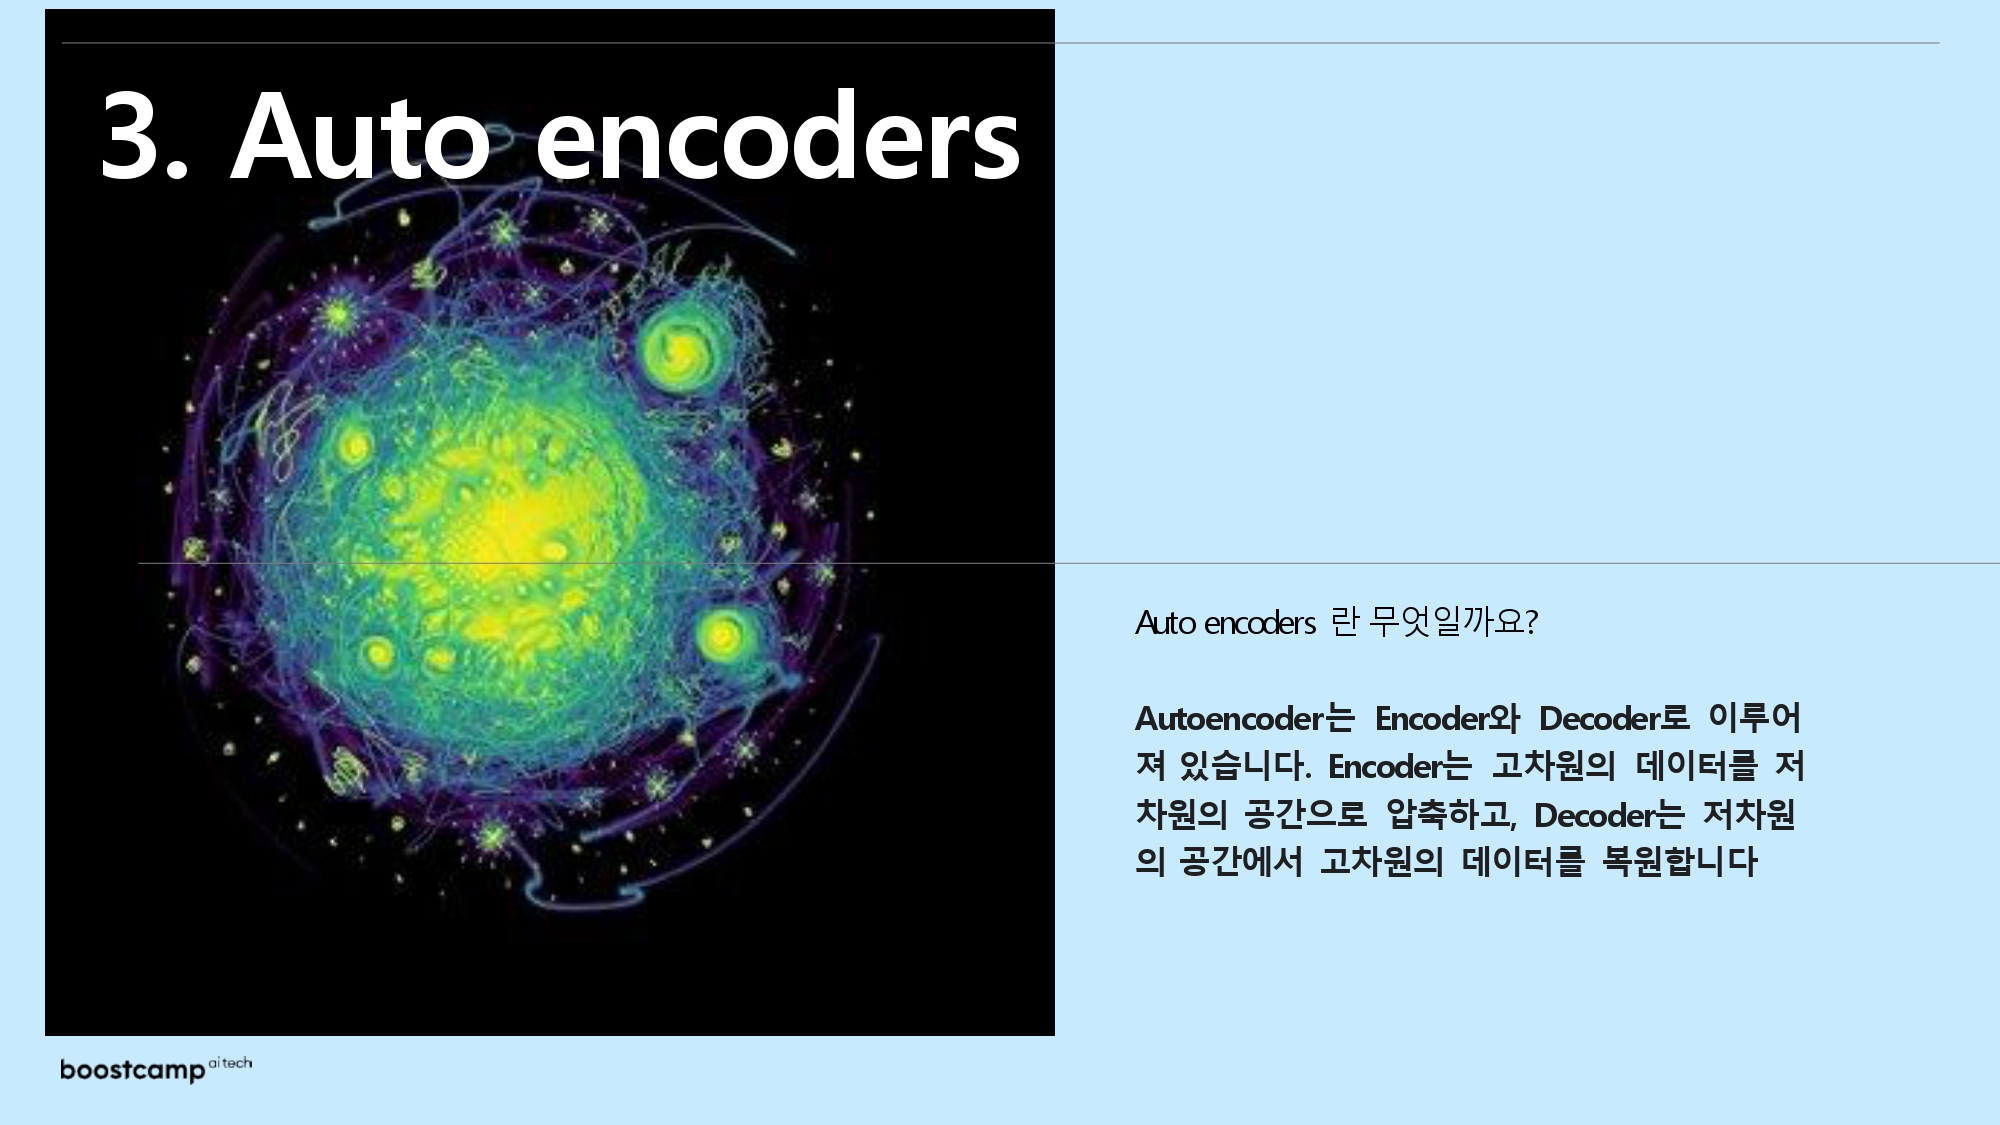 3. Auto encoders
Auto encoders 란 무엇일까요?
Autoencoder는 Encoder와 Decoder로 이루어
져 있습니다. Encoder는 고차원의 데이터를 저
차원의 공간으로 압축하고, Decoder는 저차원
의 공간에서 고차원의 데이터를 복원합니다
boostcamp ai tech